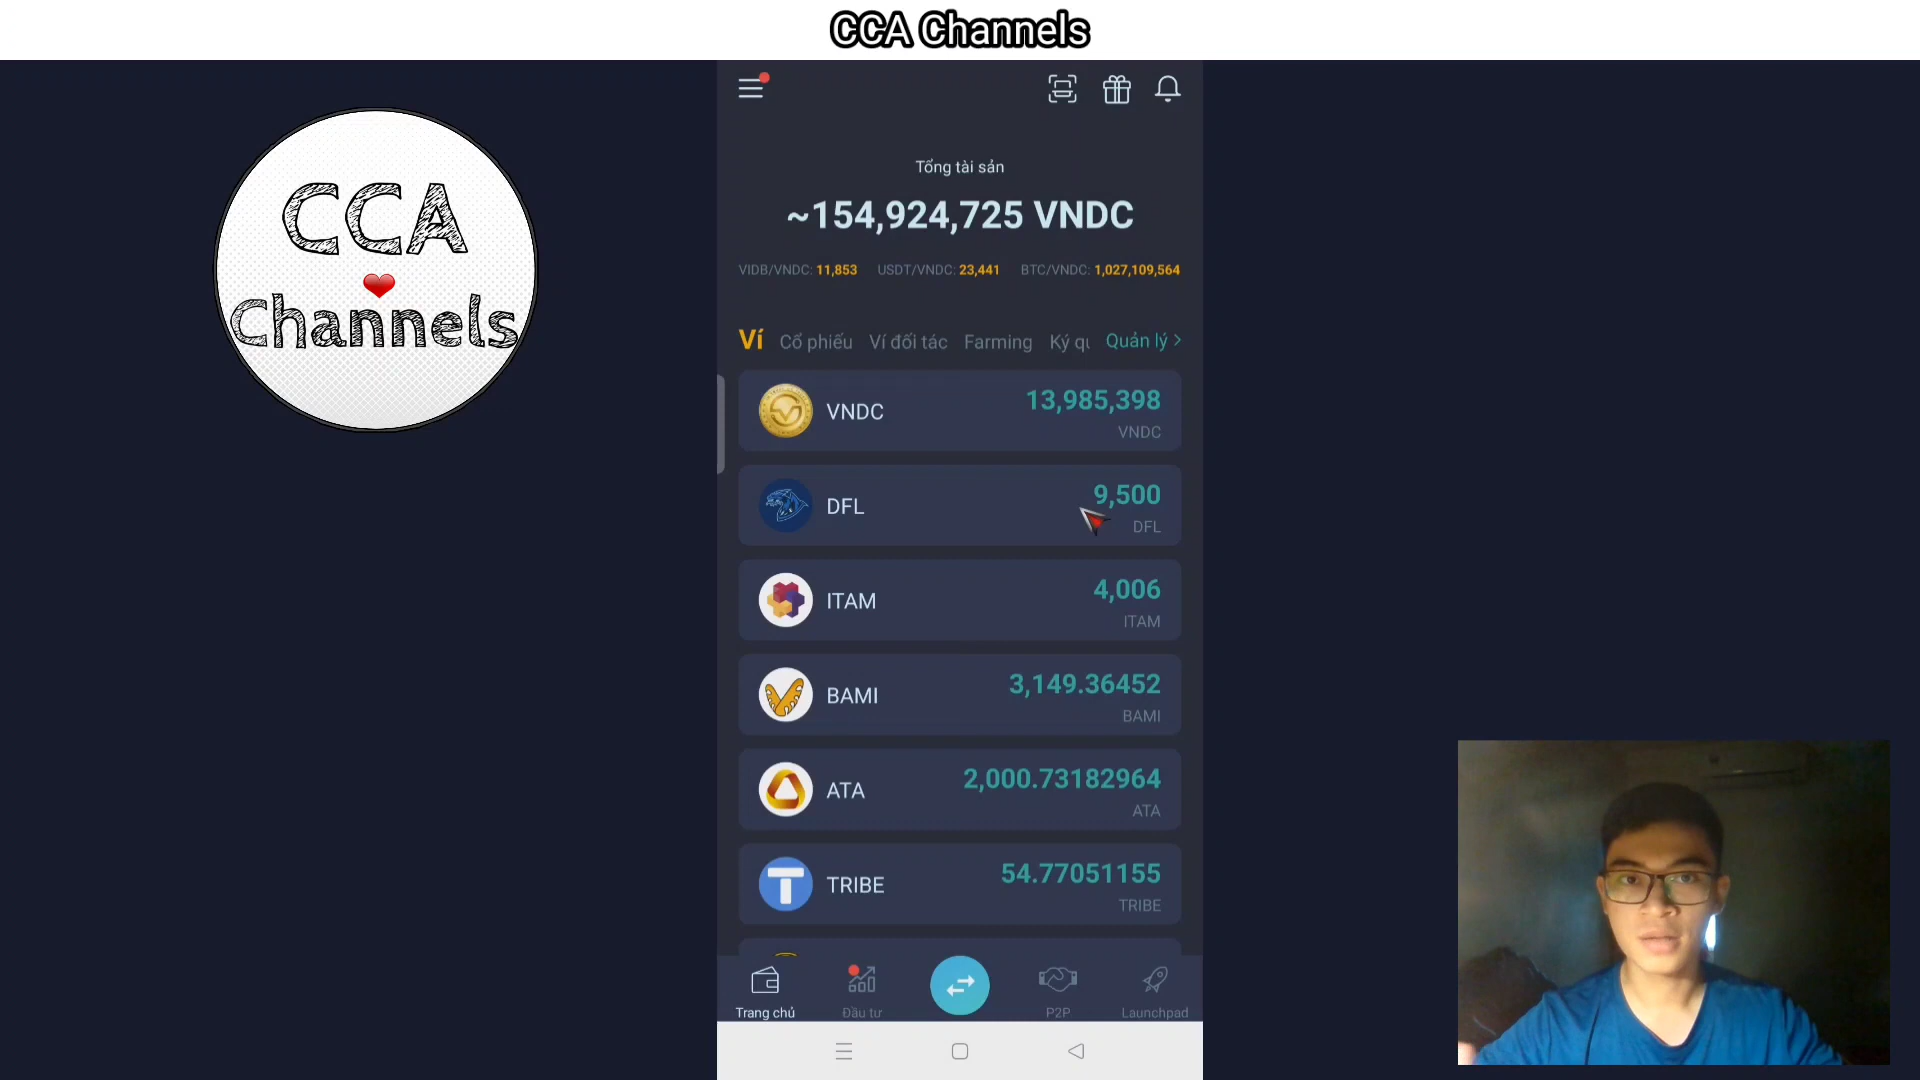 CCA Channels
CCA
Channels
Tổng tài sản
~154,924,725 VNDC
VIDB/VNDC: 11,853 USDT/VNDC: 23,441 BTC/VNDC: 1,027,109,564
Ví Cổ phiếu Ví đối tác Farming Ký qu Quản lý >
VNDC 13,985,398
VNDC
DFL 9,500
DFL
ITAM 4,006
ITAM
BAMI 3,149.36452
BAMI
ATA 2,000.73182964
ATA
TRIBE 54.77051155
TRIBE
Trang chủ Đầu tư P2P Launchpad